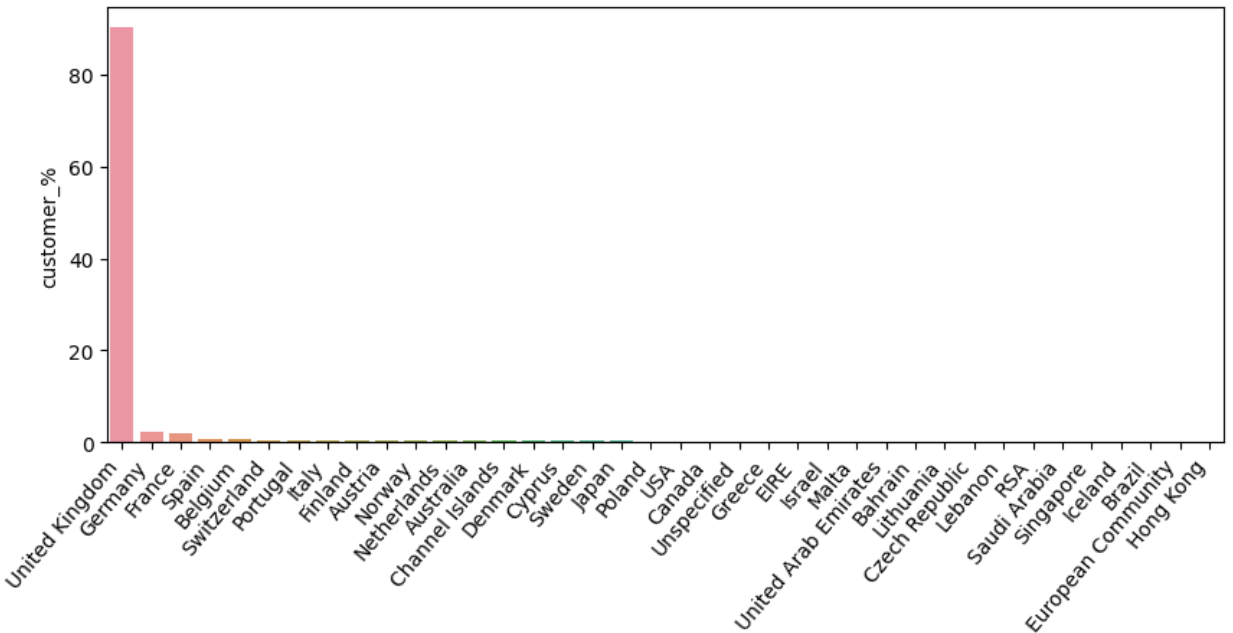 80
60
40
20
0
customer_%
United Kingdom
Germany
France
Spain
Belgium
Switzerland
Portugal
Italy
Finland
Austria
Norway
Netherlands
Australia
Channel Islands
Denmark
Cyprus
Sweden
Japan
Poland
USA
Canada
Unspecified
Greece
EIRE
Israel
Malta
United Arab Emirates
Bahrain
Lithuania
Czech Republic
Lebanon
RSA
Saudi Arabia
Singapore
Iceland
Brazil
European Community
Hong Kong